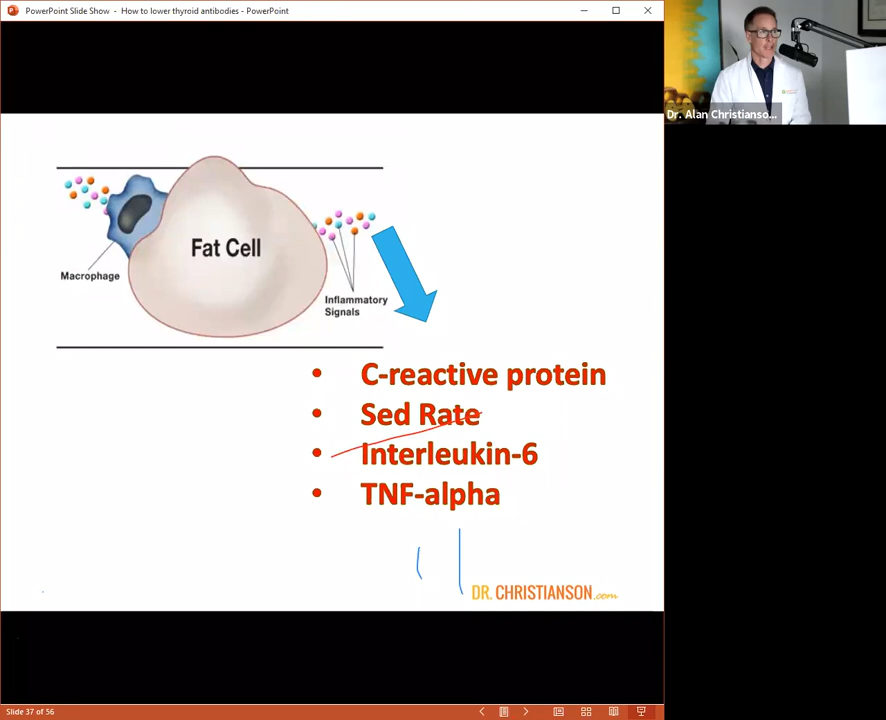 PowerPoint Slide Show - How to lower thyroid antibodies - PowerPoint
Dr. Alan Christianso...
Fat Cell
Macrophage
Inflammatory
Signals
• C-reactive protein
• Sed Rate
• Interleukin-6
• TNF-alpha
DR. CHRISTIANSON.com
Slide 37 of 56